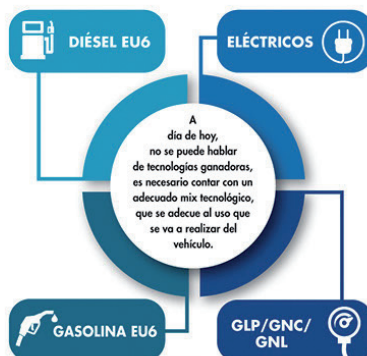 DIÉSEL EU6
ELÉCTRICOS
A
día de hoy,
no se puede hablar
de tecnologías ganadoras,
es necesario contar con un
adecuado mix tecnológico,
que se adecue al uso que
se va a realizar del
vehículo.
GASOLINA EU6
GLP/GNC/
GNL